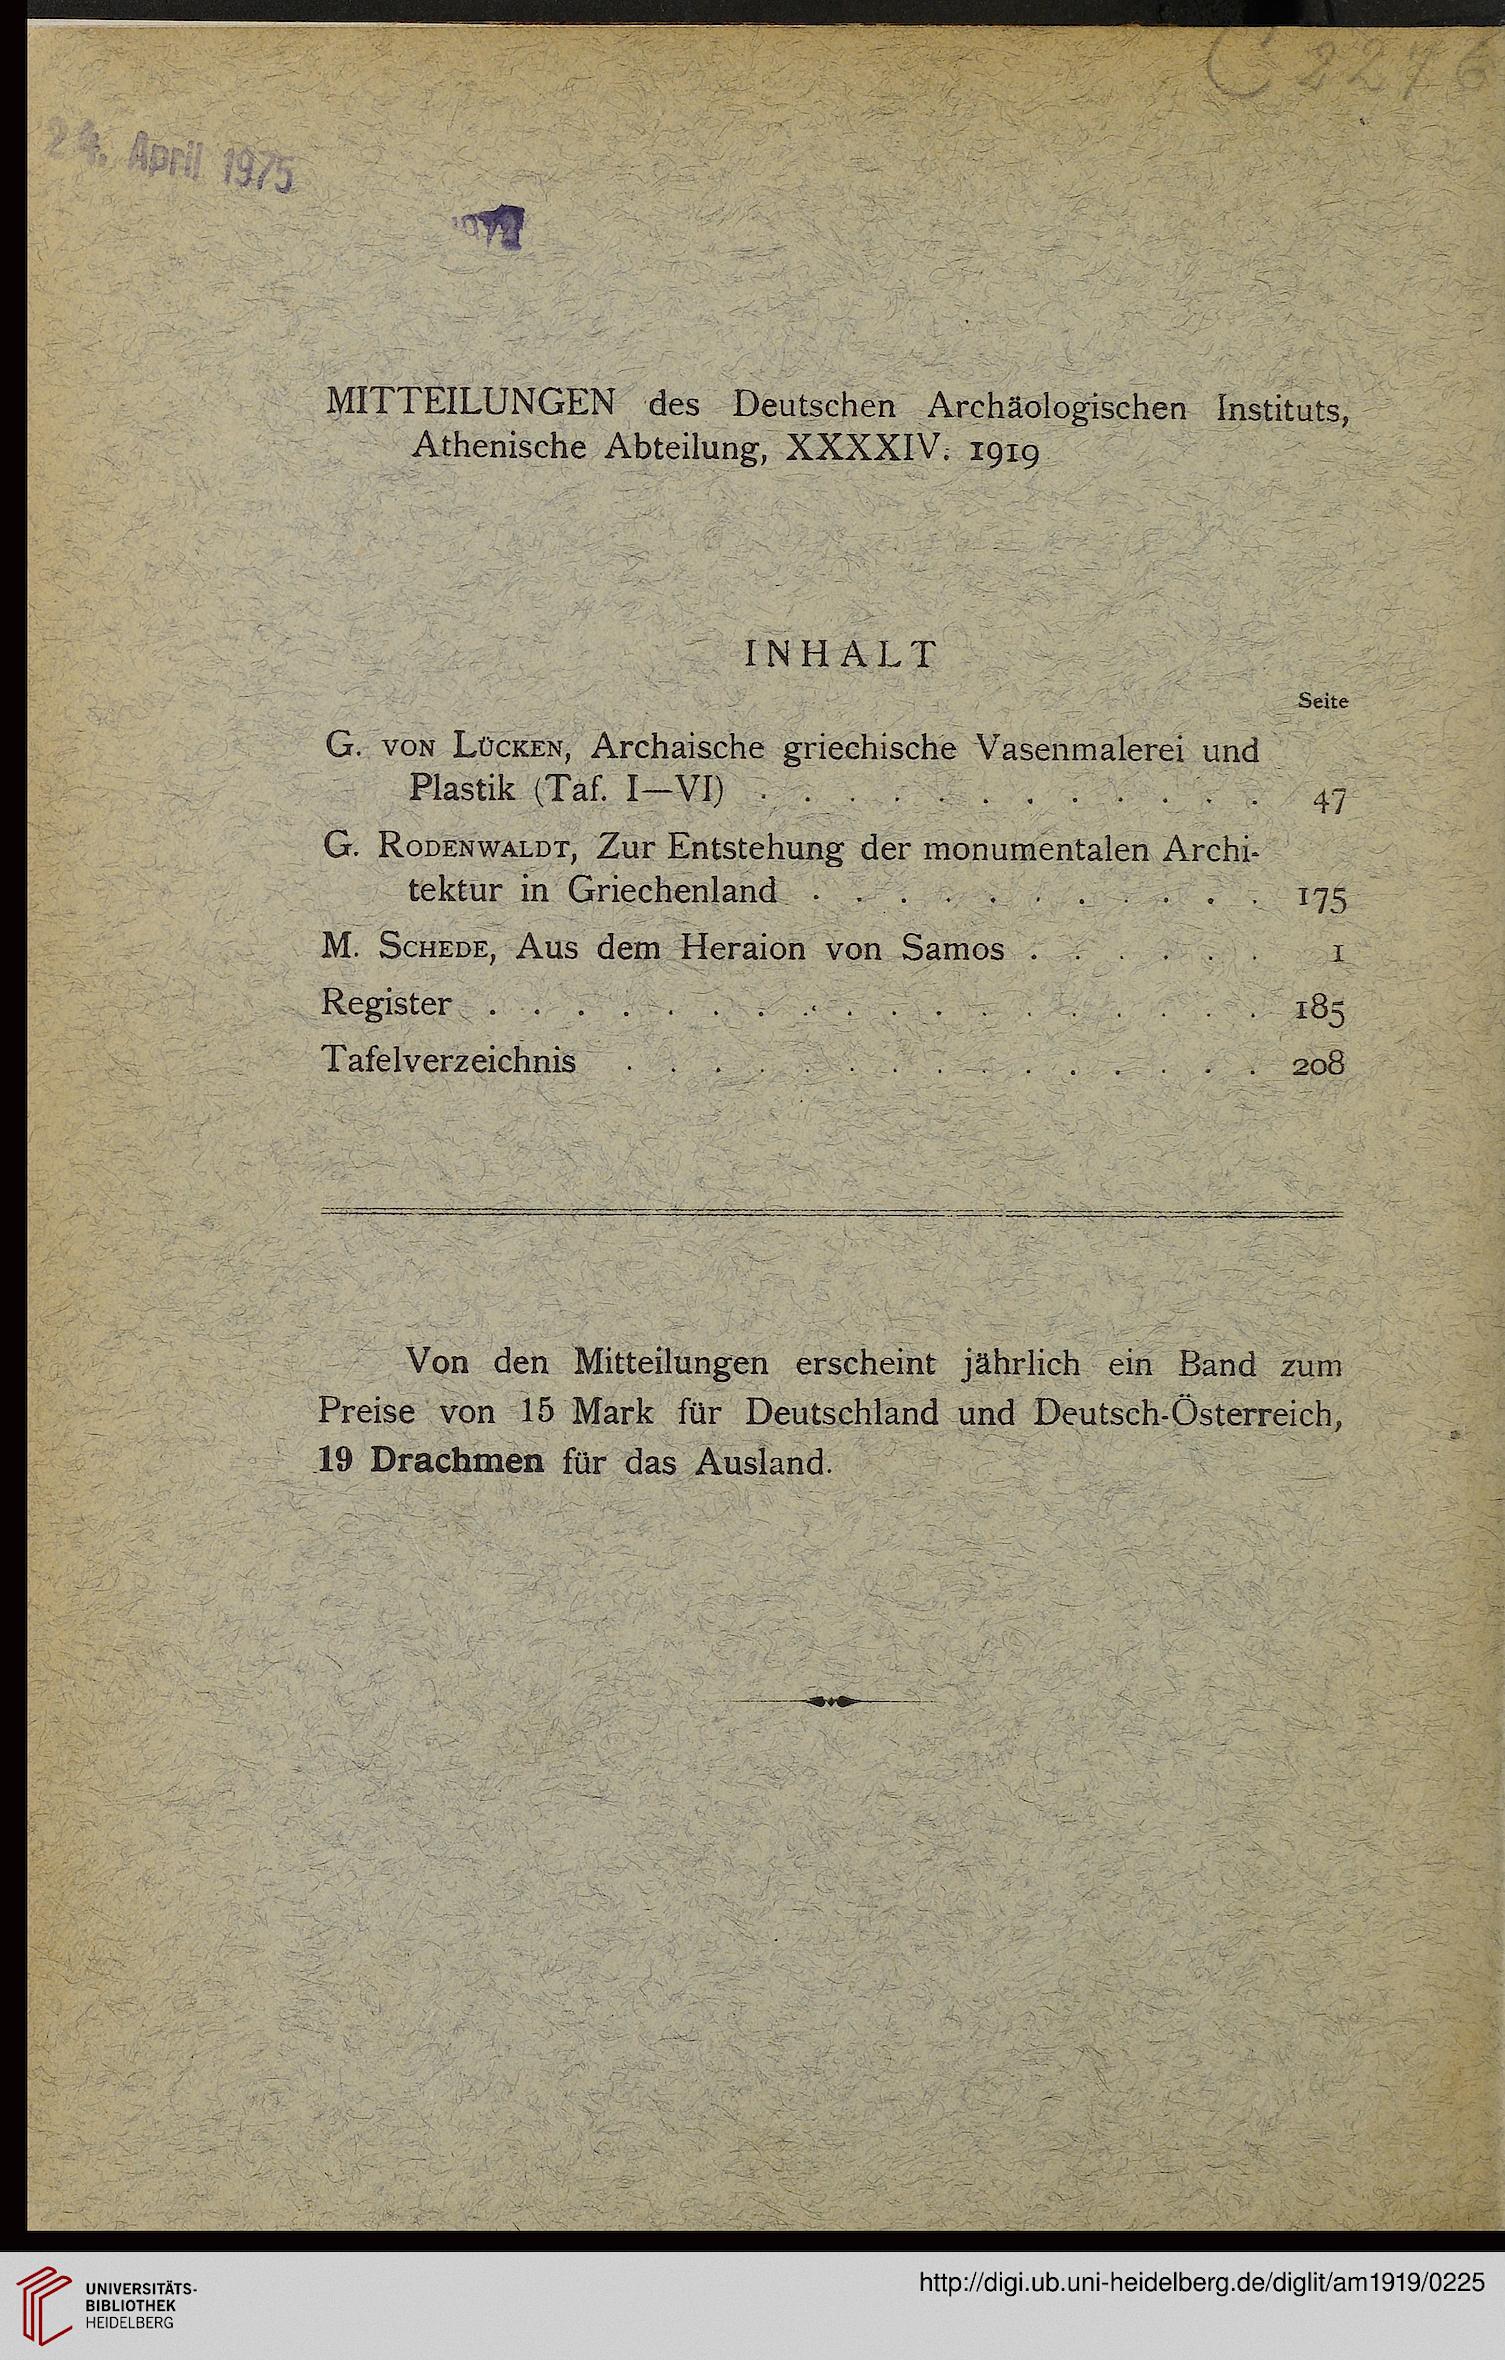 C 2276
24. April 1975
MITTEILUNGEN des Deutschen Archäologischen Instituts,
Athenische Abteilung, XXXXIV. 1919
INHALT
Seite
G. VON LÜCKEN, Archaische griechische Vasenmalerei und
Plastik (Taf. I—VI) . . . . . . . . . . . . 47
G. RODENWALDT, Zur Entstehung der monumentalen Archi-
tektur in Griechenland . . . . . . . . . . . 175
M. SCHEDE, Aus dem Heraion von Samos . . . . . . 1
Register . . . . . . . . . . . . . . . . . . 185
Tafelverzeichnis . . . . . . . . . . . . . . . 208
Von den Mitteilungen erscheint jährlich ein Band zum
Preise von 15 Mark für Deutschland und Deutsch-Österreich,
19 Drachmen für das Ausland.
UNIVERSITÄTS-
BIBLIOTHEK
HEIDELBERG
http://digi.ub.uni-heidelberg.de/diglit/am1919/0225